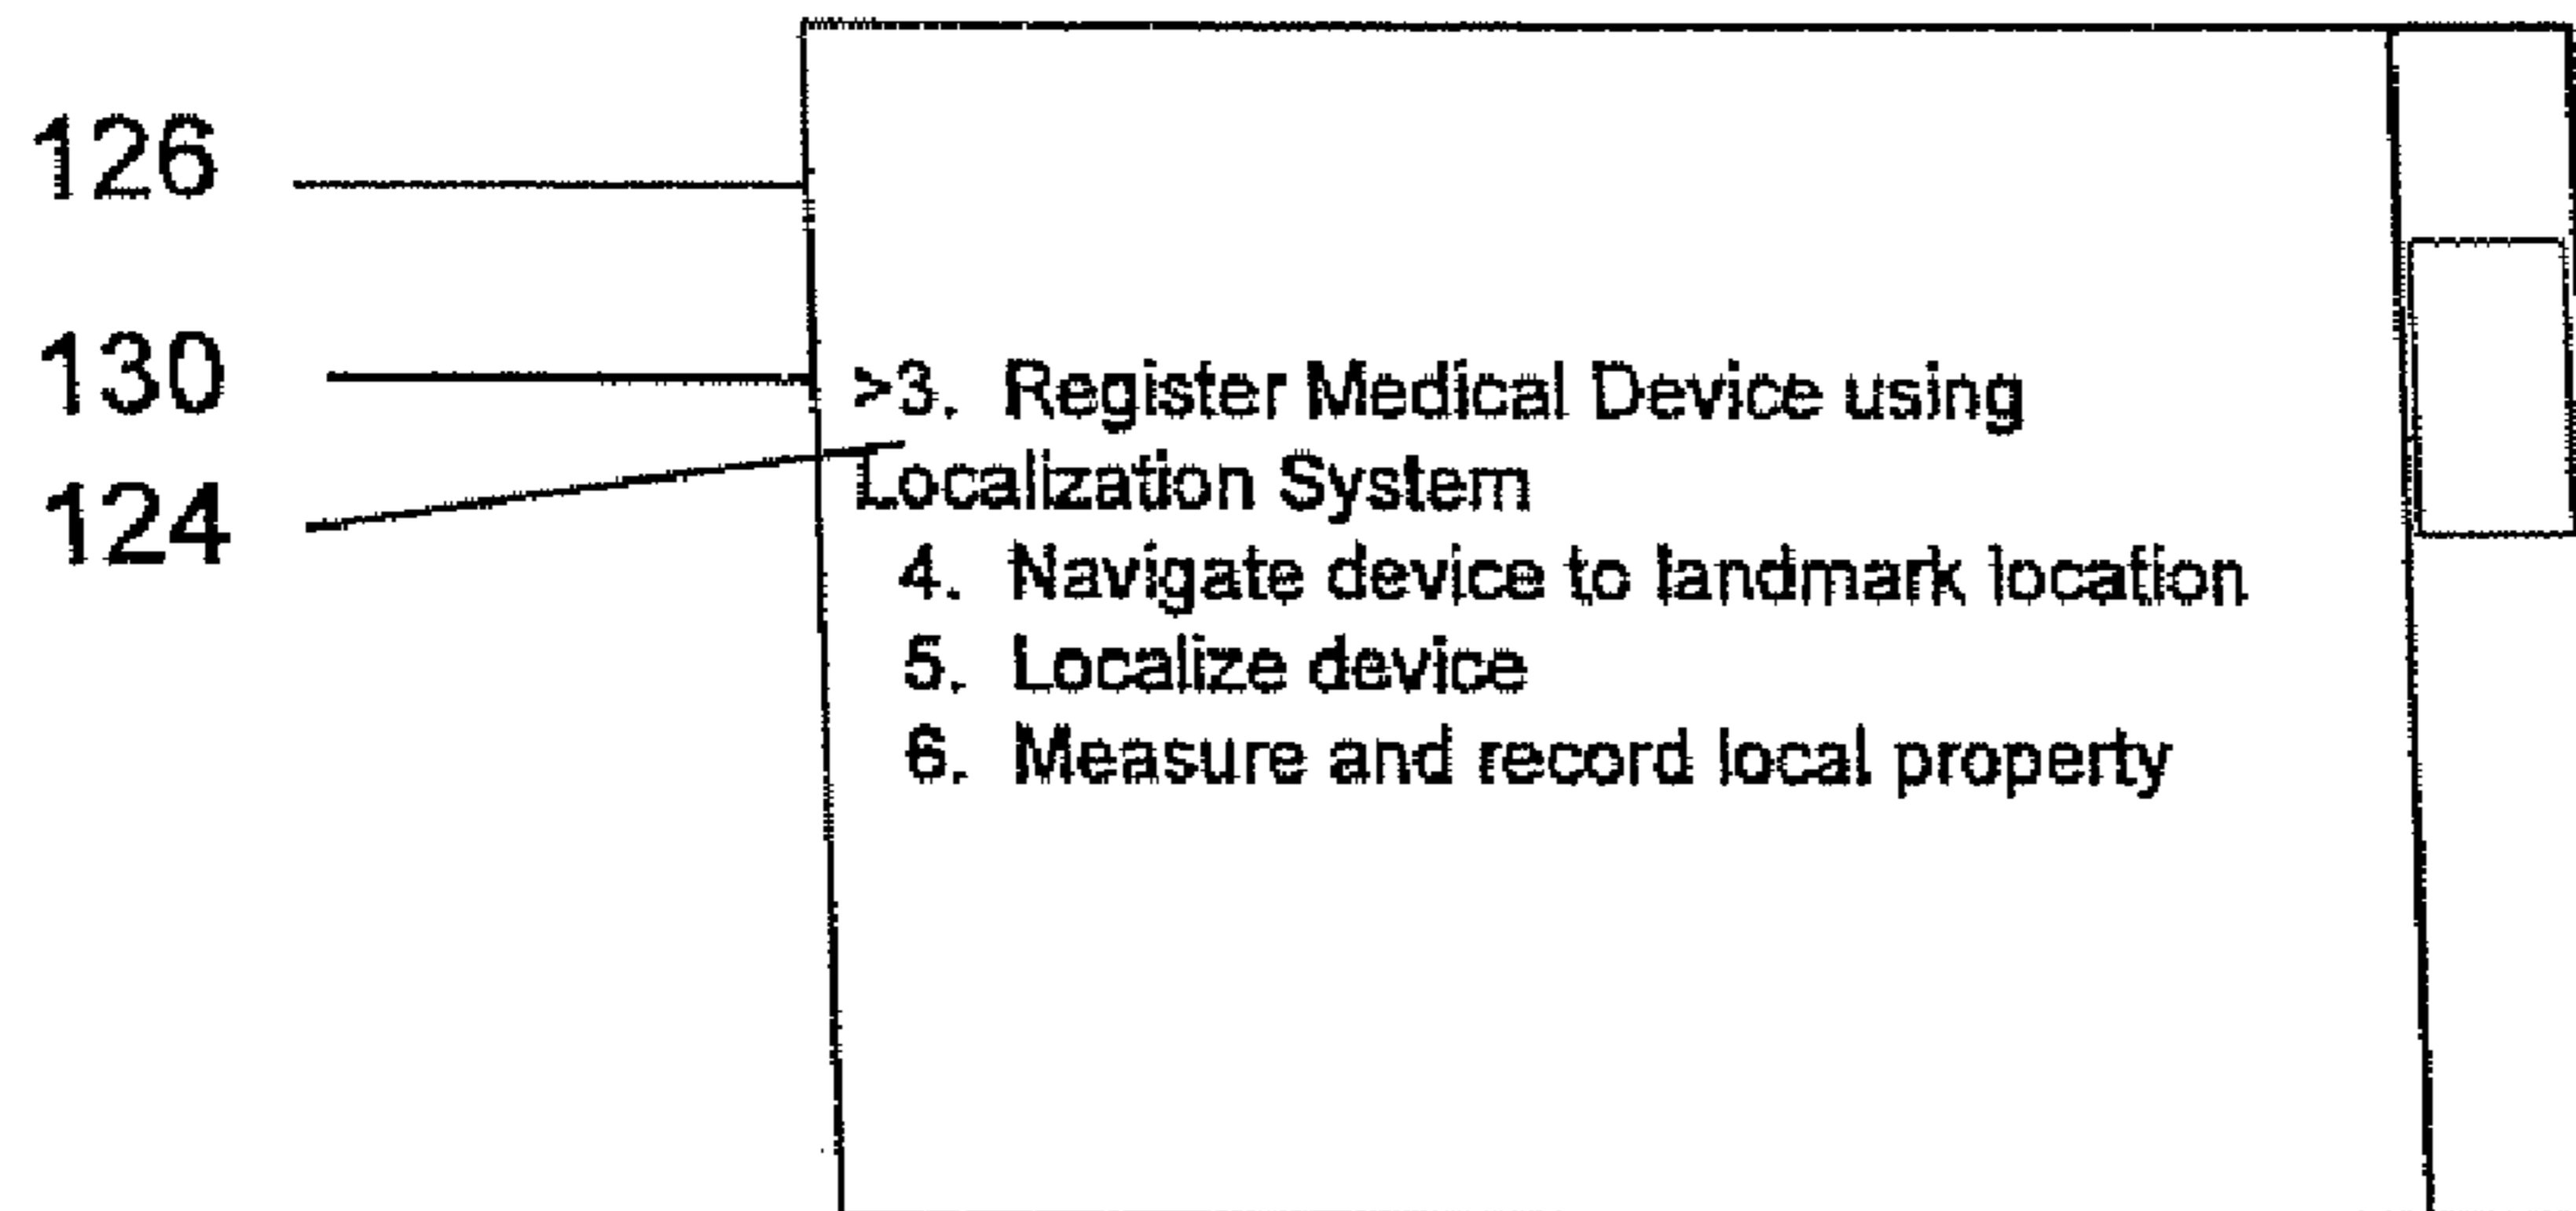 126
130
124
>3. Register Medical Device using
Localization System
4. Navigate device to landmark location
5. Localize device
6. Measure and record local property